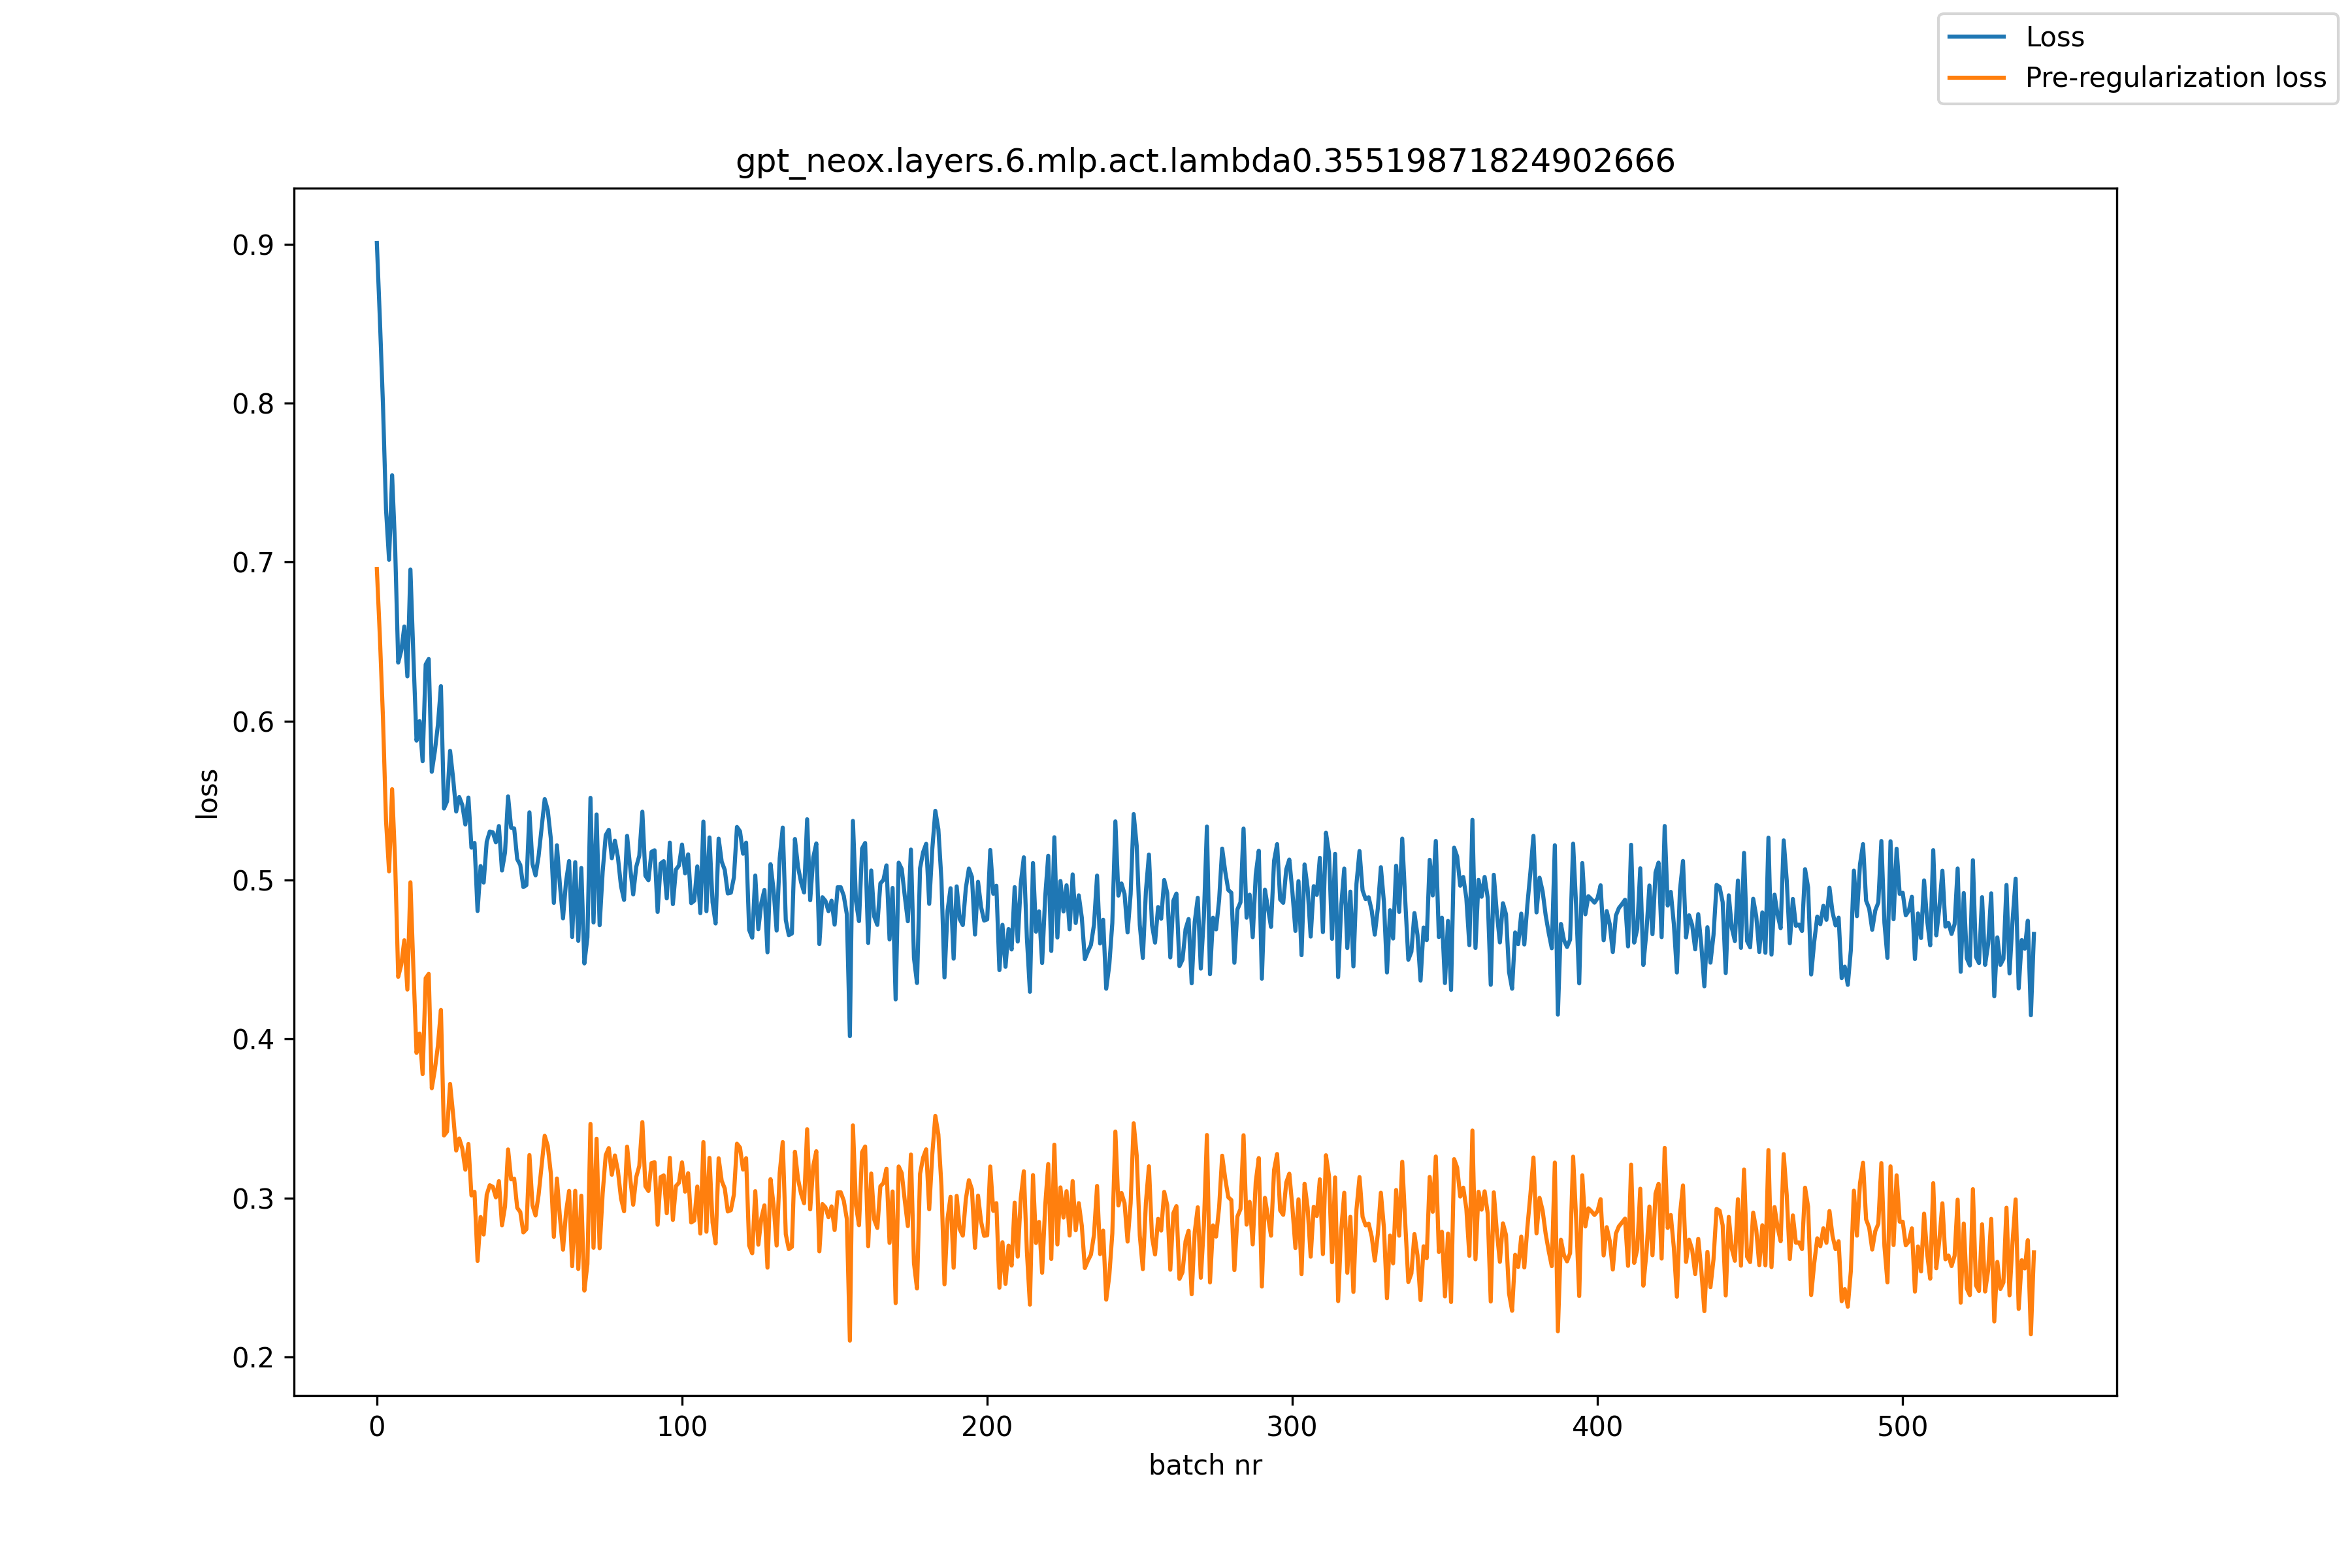 Loss
Pre-regularization loss
gpt_neox.layers.6.mlp.act.lambda0.35519871824902666
0.9
0.8
0.7
0.6
0.5
0.4
0.3
0.2
loss
0 100 200 300 400 500
batch nr